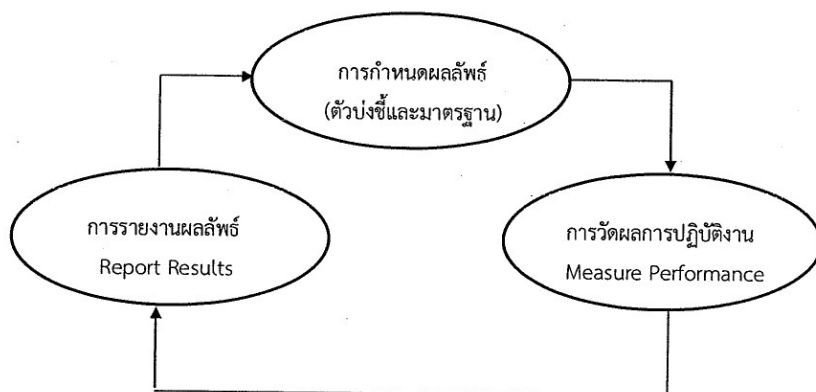 การกำหนดผลลัพธ์
(ตัวบ่งชี้และมาตรฐาน)
การรายงานผลลัพธ์
Report Results
การวัดผลการปฏิบัติงาน
Measure Performance